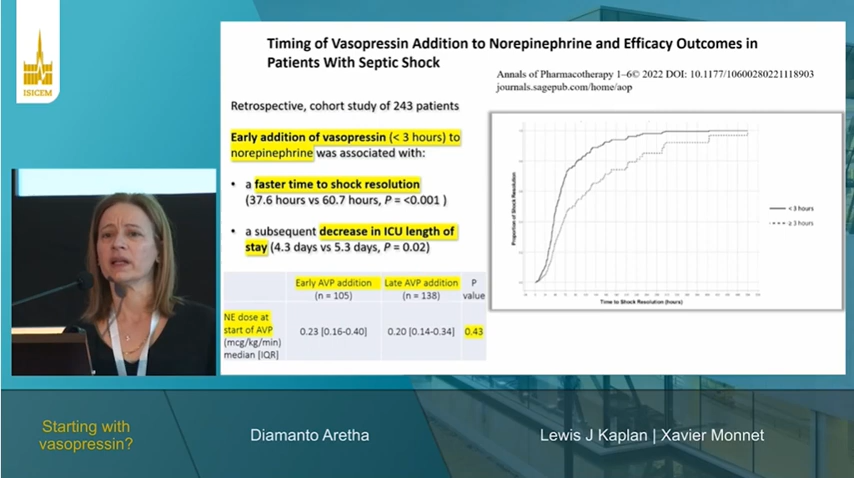 ISICEM
Timing of Vasopressin Addition to Norepinephrine and Efficacy Outcomes in
Patients With Septic Shock
Annals of Pharmacotherapy 1–6© 2022 DOI: 10.1177/10600280221118903
journals.sagepub.com/home/aop
Retrospective, cohort study of 243 patients
Early addition of vasopressin (< 3 hours) to
norepinephrine was associated with:
• a faster time to shock resolution
(37.6 hours vs 60.7 hours, P = <0.001 )
• a subsequent decrease in ICU length of
stay (4.3 days vs 5.3 days, P = 0.02)
Early AVP addition
(n = 105)
Late AVP addition
(n = 138)
P
value
NE dose at
start of AVP
(mcg/kg/min)
median [IQR]
0.23 [0.16-0.40]
0.20 [0.14-0.34]
0.43
Proportion of Shock Resolution
Time to Shock Resolution (hours)
< 3 hours
≥ 3 hours
Starting with
vasopressin?
Diamanto Aretha
Lewis J Kaplan | Xavier Monnet